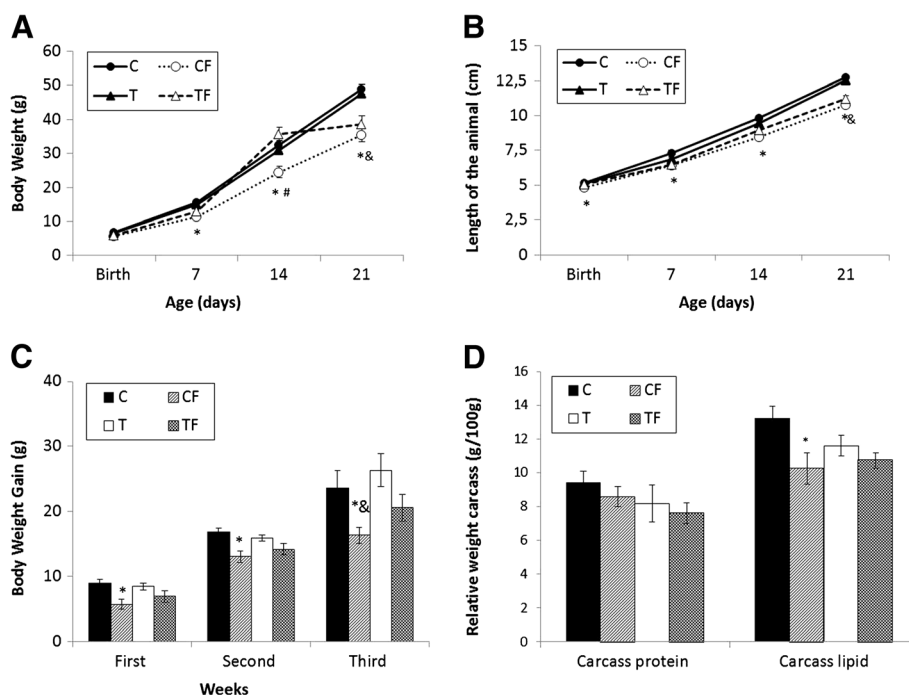 A
Body Weight (g)
60
50
40
30
20
10
0
C CF
T TF
*
* #
*&
Birth 7 14 21
Age (days)
B
Length of the animal (cm)
15
12,5
10
7,5
5
2,5
0
C CF
T TF
*
*
*
*&
Birth 7 14 21
Age (days)
C
Body Weight Gain (g)
40
30
20
10
0
C CF
T TF
*
*
*&
First Second Third
Weeks
D
Relative weight carcass (g/100g)
16
14
12
10
8
6
4
2
0
C CF
T TF
*
Carcass protein Carcass lipid